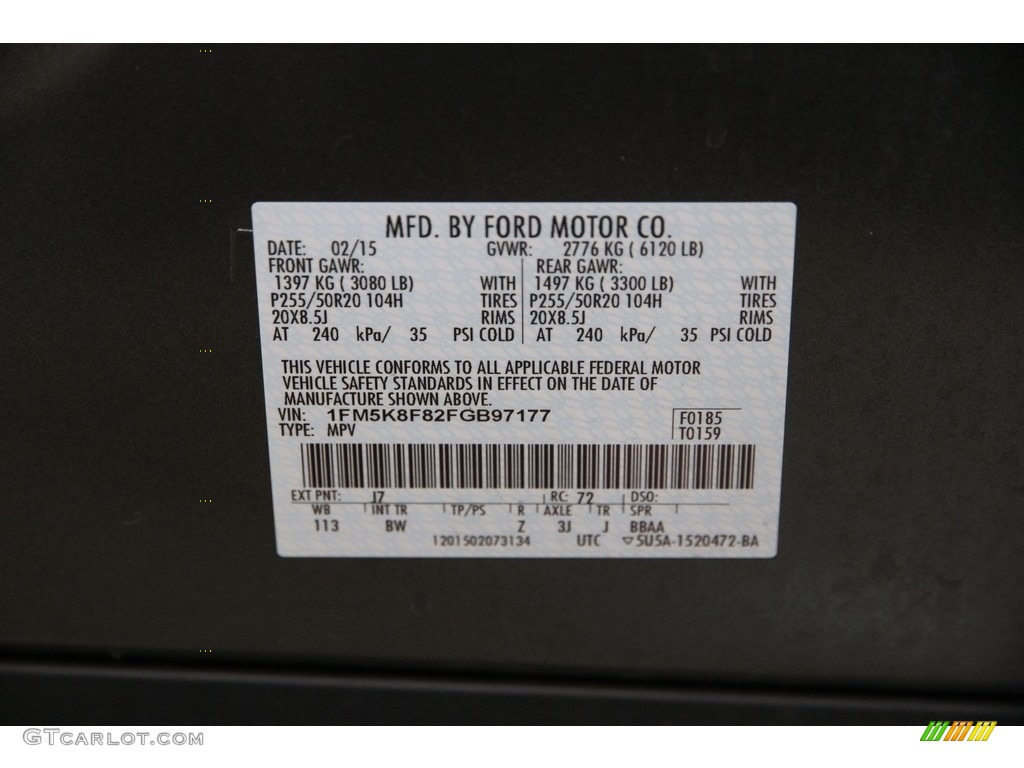 MFD. BY FORD MOTOR CO.
DATE: 02/15 GVWR: 2776 KG ( 6120 LB)
FRONT GAWR: REAR GAWR:
1397 KG ( 3080 LB) WITH 1497 KG ( 3300 LB) WITH
P255/50R20 104H TIRES P255/50R20 104H TIRES
20X8.5J RIMS 20X8.5J RIMS
AT 240 kPa/ 35 PSI COLD AT 240 kPa/ 35 PSI COLD
THIS VEHICLE CONFORMS TO ALL APPLICABLE FEDERAL MOTOR
VEHICLE SAFETY STANDARDS IN EFFECT ON THE DATE OF
MANUFACTURE SHOWN ABOVE.
VIN: 1FM5K8F82FGB97177 F0185
TYPE: MPV T0159
EXT PNT: J7 RC: 72 DSO:
WB INT TR TP/PS R AXLE TR SPR
113 BW Z 3J J BBAA
1201502073134 UTC ▽5U5A-1520472-BA
GTCARLOT.COM